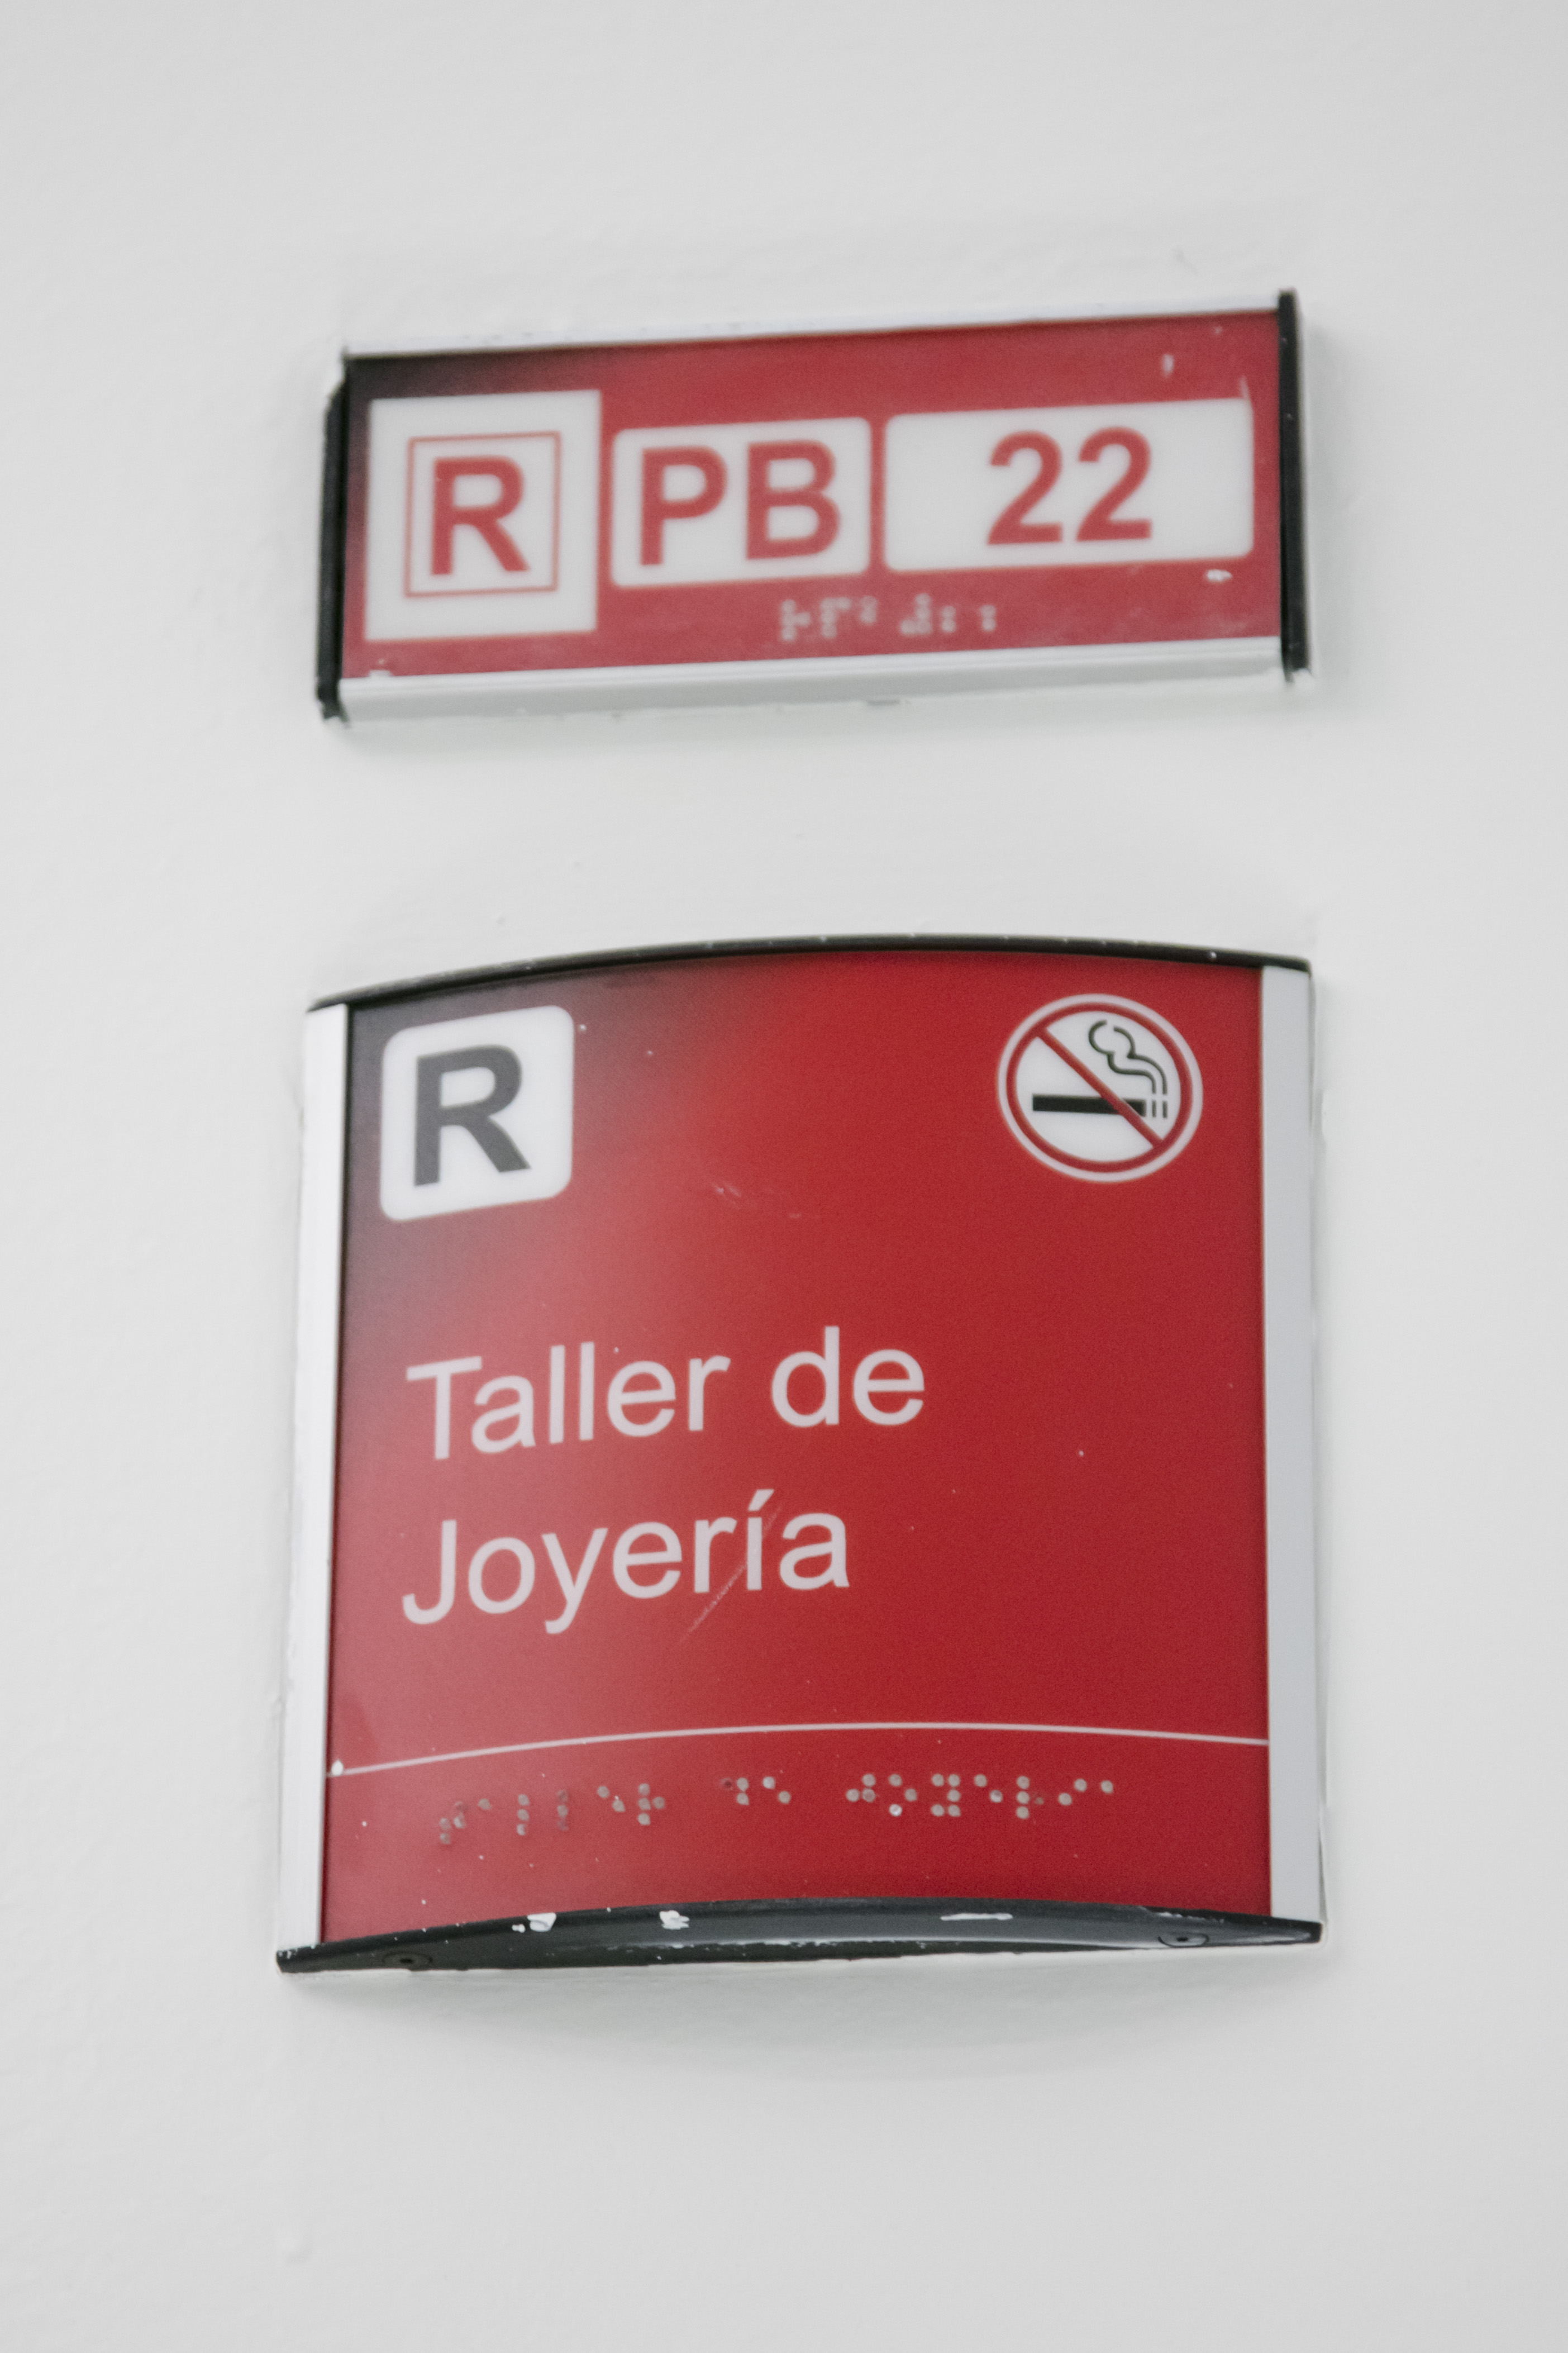 R PB 22
R
Taller de
Joyería